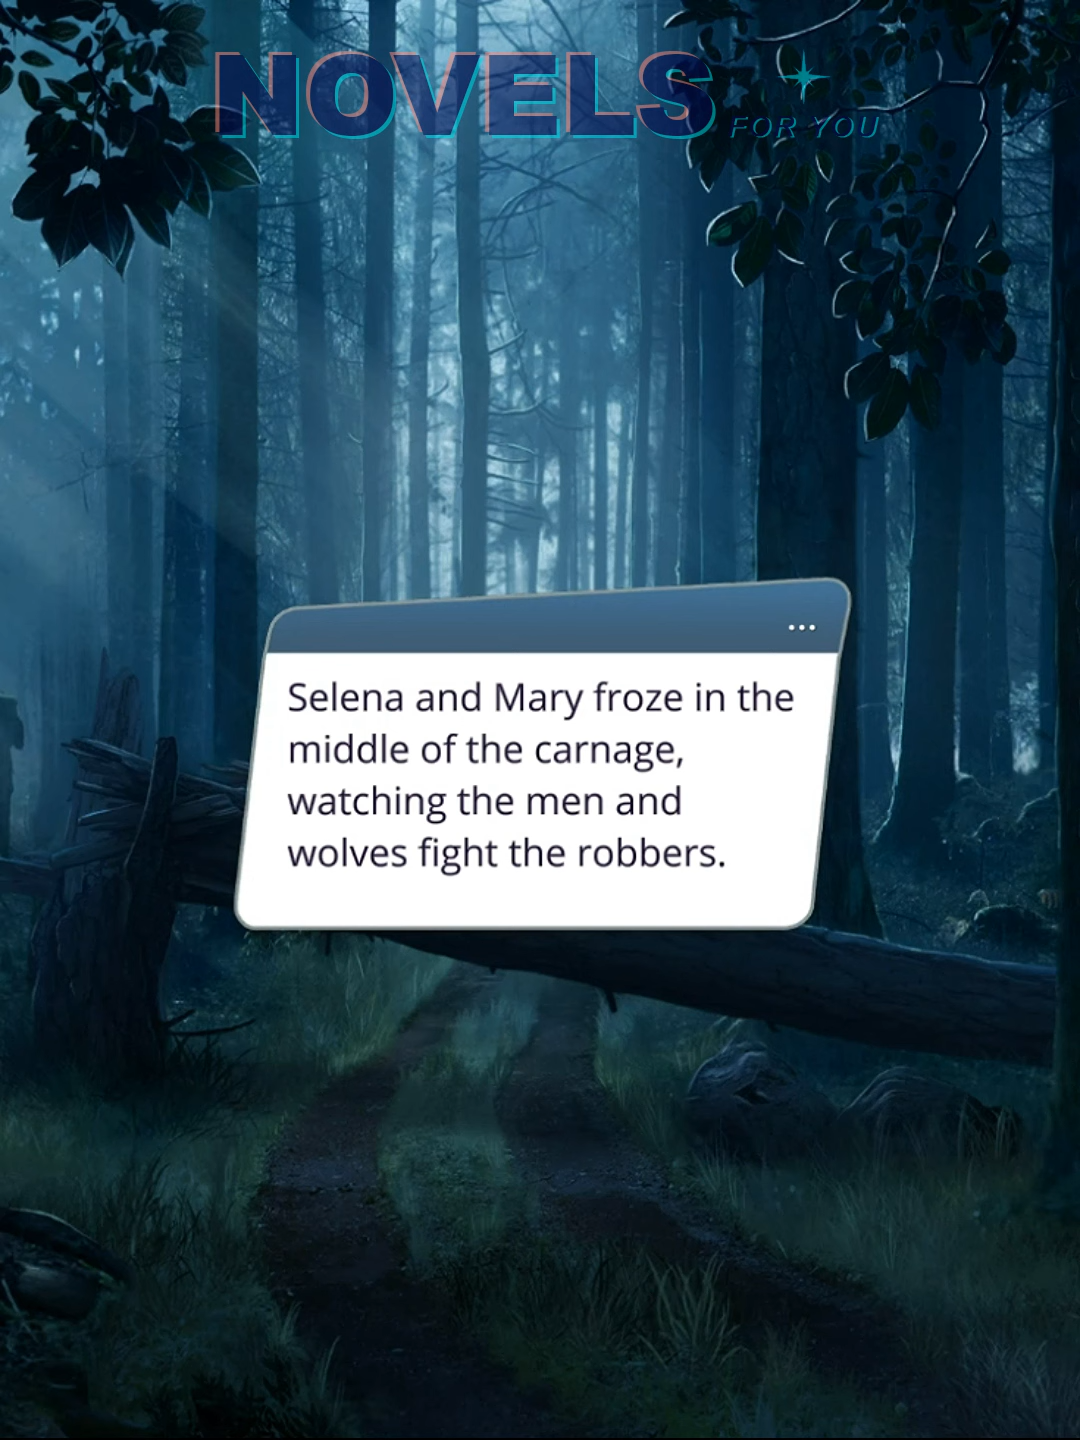 NOVELS
FOR YOU
...
Selena and Mary froze in the
middle of the carnage,
watching the men and
wolves fight the robbers.